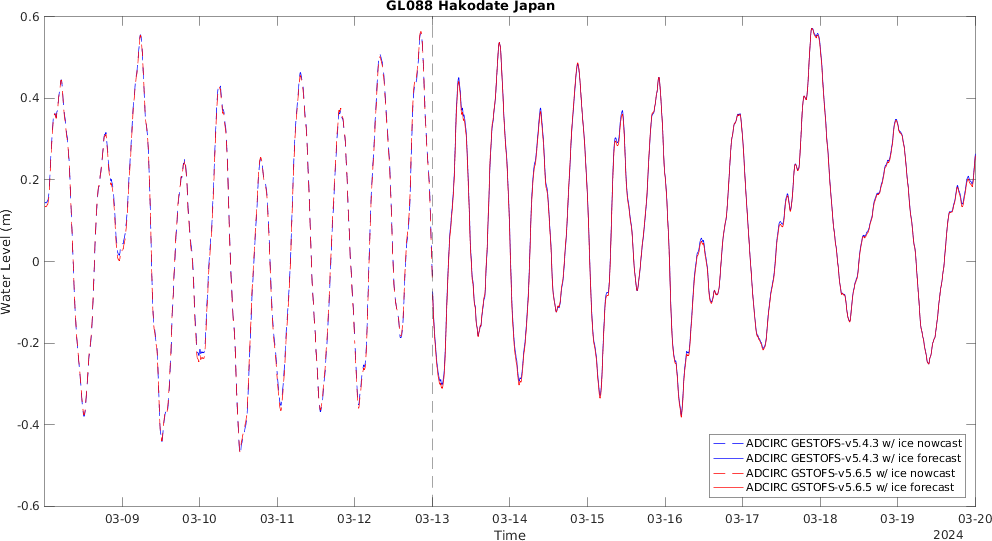 GL088 Hakodate Japan
0.6
0.4
0.2
0
-0.2
-0.4
-0.6
Water Level (m)
ADCIRC GESTOFS-v5.4.3 w/ ice nowcast
ADCIRC GESTOFS-v5.4.3 w/ ice forecast
ADCIRC GSTOFS-v5.6.5 w/ ice nowcast
ADCIRC GSTOFS-v5.6.5 w/ ice forecast
03-09 03-10 03-11 03-12 03-13 03-14 03-15 03-16 03-17 03-18 03-19 03-20
Time
2024